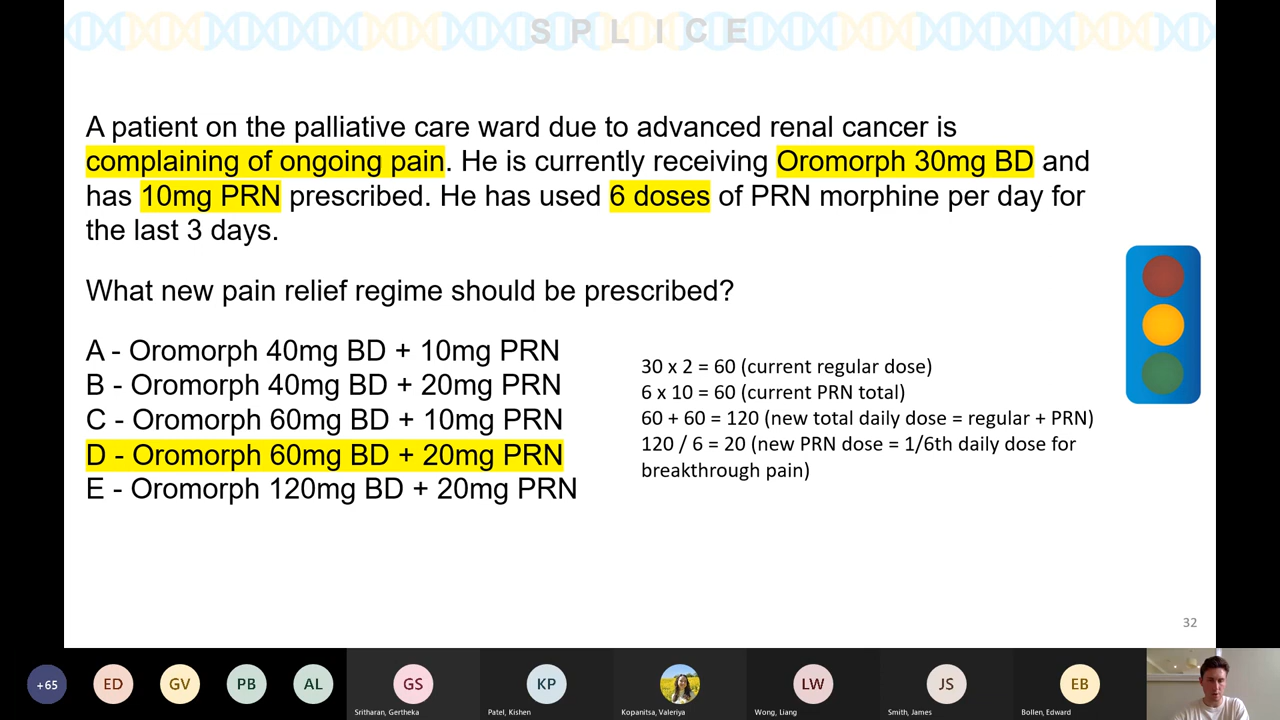 S P L I C E
A patient on the palliative care ward due to advanced renal cancer is
complaining of ongoing pain. He is currently receiving Oromorph 30mg BD and
has 10mg PRN prescribed. He has used 6 doses of PRN morphine per day for
the last 3 days.
What new pain relief regime should be prescribed?
A - Oromorph 40mg BD + 10mg PRN
B - Oromorph 40mg BD + 20mg PRN
C - Oromorph 60mg BD + 10mg PRN
D - Oromorph 60mg BD + 20mg PRN
E - Oromorph 120mg BD + 20mg PRN
30 x 2 = 60 (current regular dose)
6 x 10 = 60 (current PRN total)
60 + 60 = 120 (new total daily dose = regular + PRN)
120 / 6 = 20 (new PRN dose = 1/6th daily dose for
breakthrough pain)
32
+65 ED GV PB AL GS KP LW JS EB
Sritharan, Gertheka Patel, Kishen Kopanitsa, Valeriya Wong, Liang Smith, James Bollen, Edward